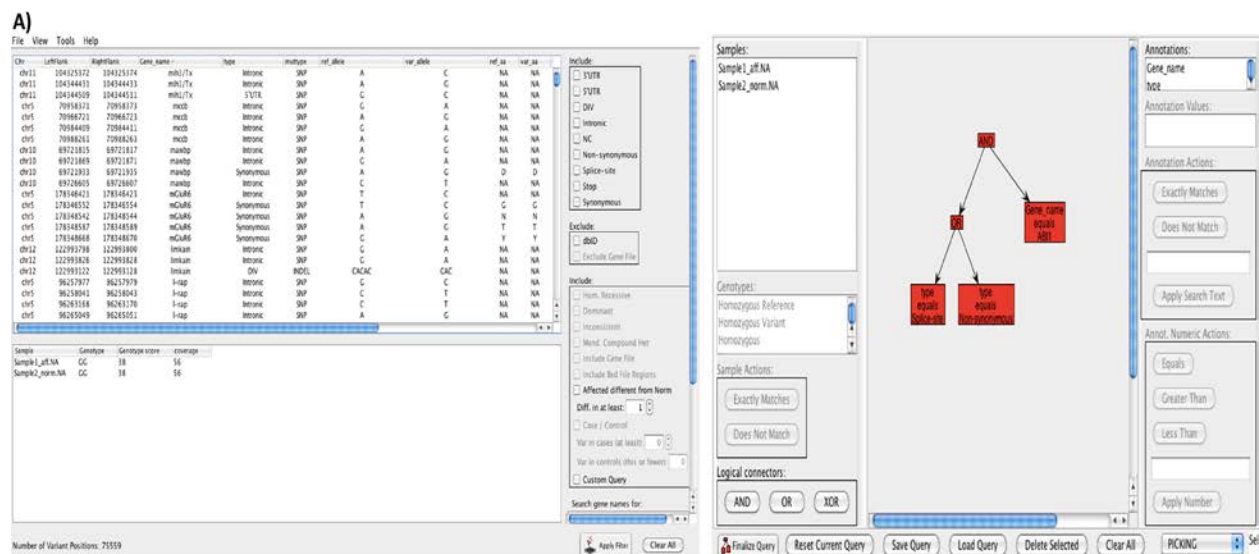 A)
File View Tools Help
Chr LeftFlank RightFlank Gene_name type muttype ref_allele var_allele ref_aa var_aa
chr11 104325372 104325374 mih1/Tx Intronic SNP A C NA NA
chr11 104344431 104344433 mih1/Tx Intronic SNP A G NA NA
chr11 104344509 104344511 mih1/Tx 5'UTR SNP G C NA NA
chr5 70958371 70958373 mccb Intronic SNP G A NA NA
chr5 70966721 70966723 mccb Intronic SNP G A NA NA
chr5 70984409 70984411 mccb Intronic SNP A G NA NA
chr5 70988261 70988263 mccb Intronic SNP G A NA NA
chr10 69721815 69721817 maxbp Intronic SNP G A NA NA
chr10 69721869 69721871 maxbp Intronic SNP G A NA NA
chr10 69721933 69721935 maxbp Synonymous SNP A G D D
chr10 69726605 69726607 maxbp Intronic SNP C T NA NA
chr5 178346421 178346423 mGluR6 Intronic SNP T C NA NA
chr5 178346552 178346554 mGluR6 Synonymous SNP T C G G
chr5 178348542 178348544 mGluR6 Synonymous SNP A G N N
chr5 178348587 178348589 mGluR6 Synonymous SNP A G T T
chr5 178348668 178348670 mGluR6 Synonymous SNP G A Y Y
chr12 122993798 122993800 limkain Intronic SNP G A NA NA
chr12 122993826 122993828 limkain Intronic SNP G A NA NA
chr12 122993122 122993128 limkain DIV INDEL CACAC CAC NA NA
chr5 96257977 96257979 l-rap Intronic SNP G C NA NA
chr5 96258041 96258043 l-rap Intronic SNP C T NA NA
chr5 96263168 96263170 l-rap Intronic SNP C T NA NA
chr5 96265049 96265051 l-rap Intronic SNP A G NA NA
Sample Genotype Genotype score coverage
Sample1_aff.NA GG 38 56
Sample2_norm.NA GG 38 56
Number of Variant Positions: 75559
Include:
3'UTR
5'UTR
DIV
Intronic
NC
Non-synonymous
Splice-site
Stop
Synonymous
Exclude:
dbID
Exclude Gene File
Include:
Hom. Recessive
Dominant
Inconsistent
Mend. Compound Het
Include Gene File
Include Bed File Regions
Affected different from Norm
Diff. in at least: 1
Case / Control
Var in cases (at least): 0
Var in controls (this or fewer): 0
Custom Query
Search gene names for:
Apply Filter Clear All
Samples:
Sample1_aff.NA
Sample2_norm.NA
Genotypes:
Homozygous Reference
Homozygous Variant
Homozygous
Sample Actions:
Exactly Matches
Does Not Match
Logical connectors:
AND OR XOR
AND
OR
Gene_name
equals
ABI1
type
equals
Splice-site
type
equals
Non-synonymous
Annotations:
Gene_name
type
Annotation Values:
Annotation Actions:
Exactly Matches
Does Not Match
Apply Search Text
Annot. Numeric Actions:
Equals
Greater Than
Less Than
Apply Number
Finalize Query Reset Current Query Save Query Load Query Delete Selected Clear All PICKING